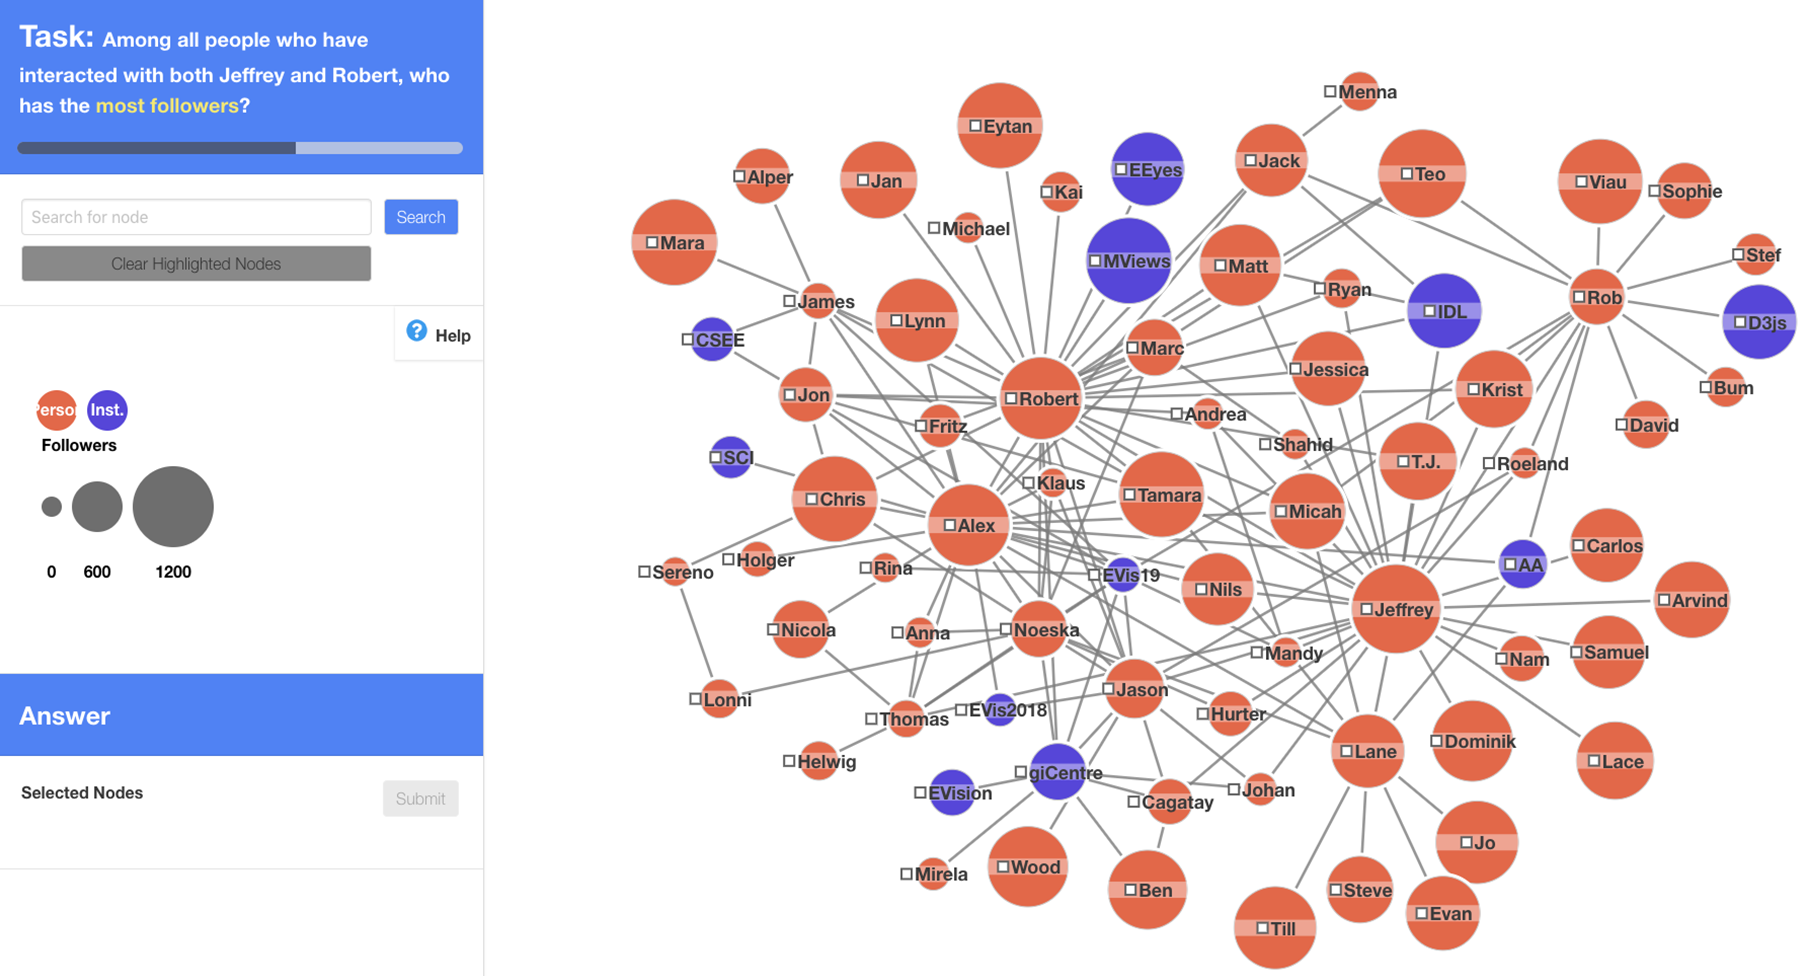 Task: Among all people who have
interacted with both Jeffrey and Robert, who
has the most followers?
Search for node
Search
Clear Highlighted Nodes
? Help
Person
Inst.
Followers
0 600 1200
Answer
Selected Nodes
Submit
Menna
Eytan
Jack
EEyes
Teo
Alper
Jan
Viau
Kai
Sophie
Michael
Mara
Stef
MViews
Matt
Ryan
Rob
James
IDL
Lynn
D3js
CSEE
Marc
Jessica
Krist
Bum
Jon
Robert
Andrea
Fritz
David
Shahid
SCI
T.J.
Roeland
Klaus
Tamara
Chris
Micah
Alex
Carlos
Holger
AA
Rina
Sereno
EVis19
Nils
Arvind
Jeffrey
Nicola
Anna
Noeska
Mandy
Samuel
Nam
Jason
Lonni
EVis2018
Hurter
Thomas
Dominik
Lane
Helwig
Lace
giCentre
Johan
EVision
Cagatay
Jo
Wood
Mirela
Ben
Steve
Evan
Till